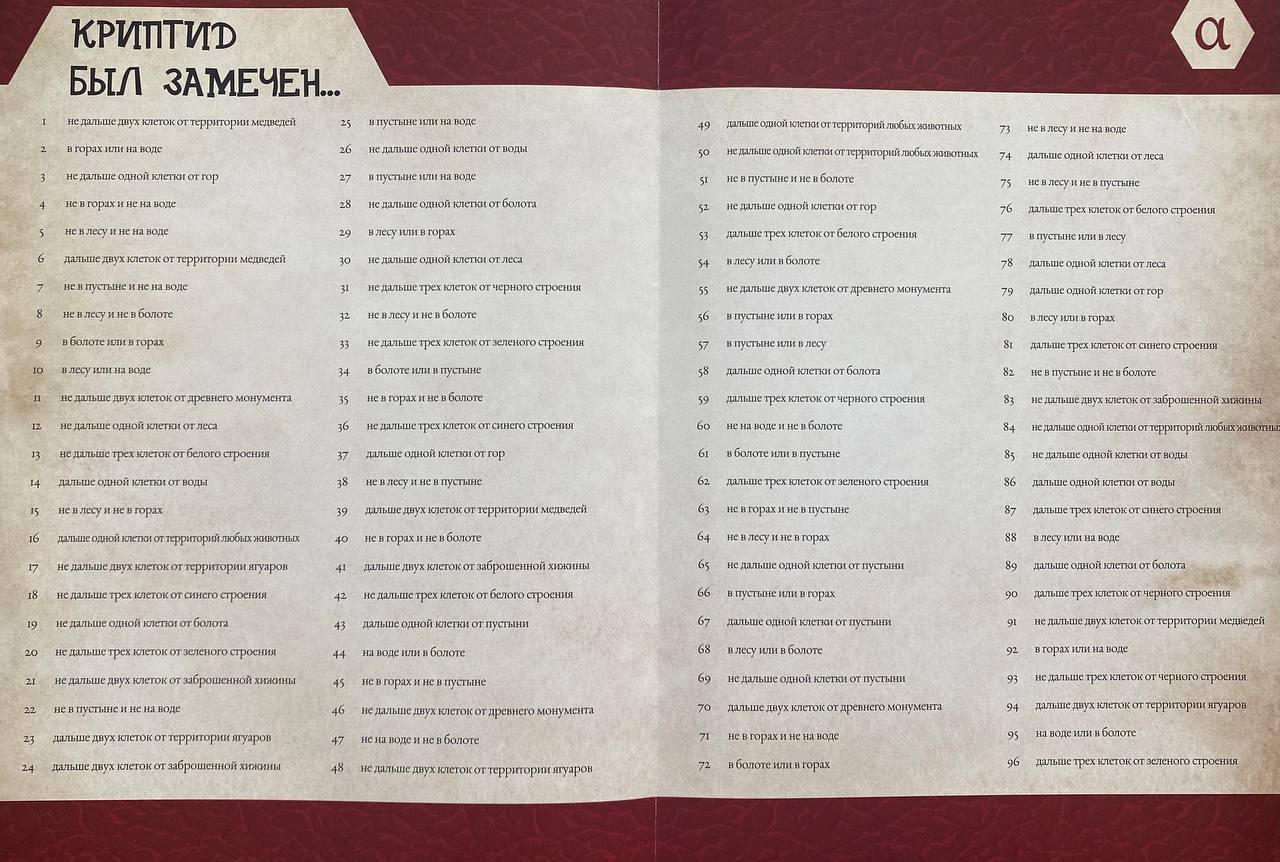 КРИПТИД
БЫЛ ЗАМЕЧЕН...
α
1 не дальше двух клеток от территории медведей
2 в горах или на воде
3 не дальше одной клетки от гор
4 не в горах и не на воде
5 не в лесу и не на воде
6 дальше двух клеток от территории медведей
7 не в пустыне и не на воде
8 не в лесу и не в болоте
9 в болоте или в горах
10 в лесу или на воде
11 не дальше двух клеток от древнего монумента
12 не дальше одной клетки от леса
13 не дальше трех клеток от белого строения
14 дальше одной клетки от воды
15 не в лесу и не в горах
16 дальше одной клетки от территорий любых животных
17 не дальше двух клеток от территории ягуаров
18 не дальше трех клеток от синего строения
19 не дальше одной клетки от болота
20 не дальше трех клеток от зеленого строения
21 не дальше двух клеток от заброшенной хижины
22 не в пустыне и не на воде
23 дальше двух клеток от территории ягуаров
24 дальше двух клеток от заброшенной хижины
25 в пустыне или на воде
26 не дальше одной клетки от воды
27 в пустыне или на воде
28 не дальше одной клетки от болота
29 в лесу или в горах
30 не дальше одной клетки от леса
31 не дальше трех клеток от черного строения
32 не в лесу и не в болоте
33 не дальше трех клеток от зеленого строения
34 в болоте или в пустыне
35 не в горах и не в болоте
36 не дальше трех клеток от синего строения
37 дальше одной клетки от гор
38 не в лесу и не в пустыне
39 дальше двух клеток от территории медведей
40 не в горах и не в болоте
41 дальше двух клеток от заброшенной хижины
42 не дальше трех клеток от белого строения
43 дальше одной клетки от пустыни
44 на воде или в болоте
45 не в горах и не в пустыне
46 не дальше двух клеток от древнего монумента
47 не на воде и не в болоте
48 не дальше двух клеток от территории ягуаров
49 дальше одной клетки от территорий любых животных
50 не дальше одной клетки от территорий любых животных
51 не в пустыне и не в болоте
52 не дальше одной клетки от гор
53 дальше трех клеток от белого строения
54 в лесу или в болоте
55 не дальше двух клеток от древнего монумента
56 в пустыне или в горах
57 в пустыне или в лесу
58 дальше одной клетки от болота
59 дальше трех клеток от черного строения
60 не на воде и не в болоте
61 в болоте или в пустыне
62 дальше трех клеток от зеленого строения
63 не в горах и не в пустыне
64 не в лесу и не в горах
65 не дальше одной клетки от пустыни
66 в пустыне или в горах
67 дальше одной клетки от пустыни
68 в лесу или в болоте
69 не дальше одной клетки от пустыни
70 дальше двух клеток от древнего монумента
71 не в горах и не на воде
72 в болоте или в горах
73 не в лесу и не на воде
74 дальше одной клетки от леса
75 не в лесу и не в пустыне
76 дальше трех клеток от белого строения
77 в пустыне или в лесу
78 дальше одной клетки от леса
79 дальше одной клетки от гор
80 в лесу или в горах
81 дальше трех клеток от синего строения
82 не в пустыне и не в болоте
83 не дальше двух клеток от заброшенной хижины
84 не дальше одной клетки от территорий любых животных
85 не дальше одной клетки от воды
86 дальше одной клетки от воды
87 дальше трех клеток от синего строения
88 в лесу или на воде
89 дальше одной клетки от болота
90 дальше трех клеток от черного строения
91 не дальше двух клеток от территории медведей
92 в горах или на воде
93 не дальше трех клеток от черного строения
94 дальше двух клеток от территории ягуаров
95 на воде или в болоте
96 дальше трех клеток от зеленого строения